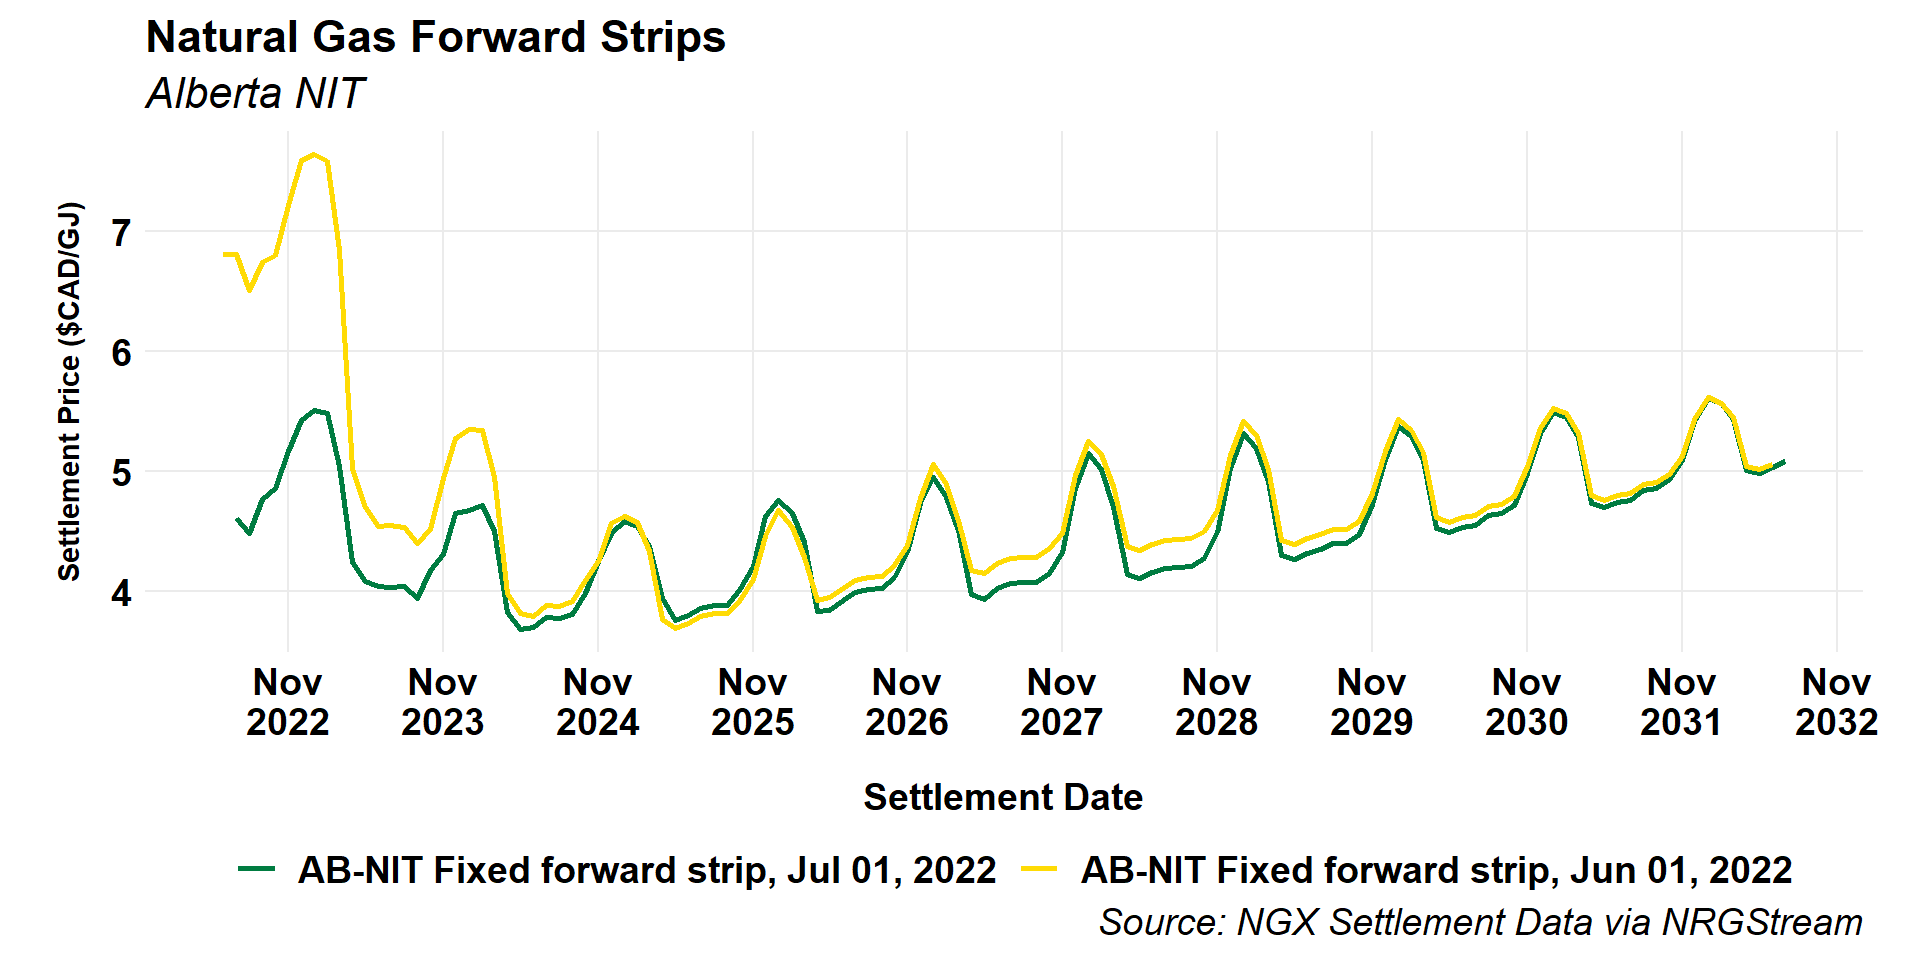 Natural Gas Forward Strips
Alberta NIT
Settlement Price ($CAD/GJ)
7
6
5
4
Nov 2022
Nov 2023
Nov 2024
Nov 2025
Nov 2026
Nov 2027
Nov 2028
Nov 2029
Nov 2030
Nov 2031
Nov 2032
Settlement Date
AB-NIT Fixed forward strip, Jul 01, 2022
AB-NIT Fixed forward strip, Jun 01, 2022
Source: NGX Settlement Data via NRGStream